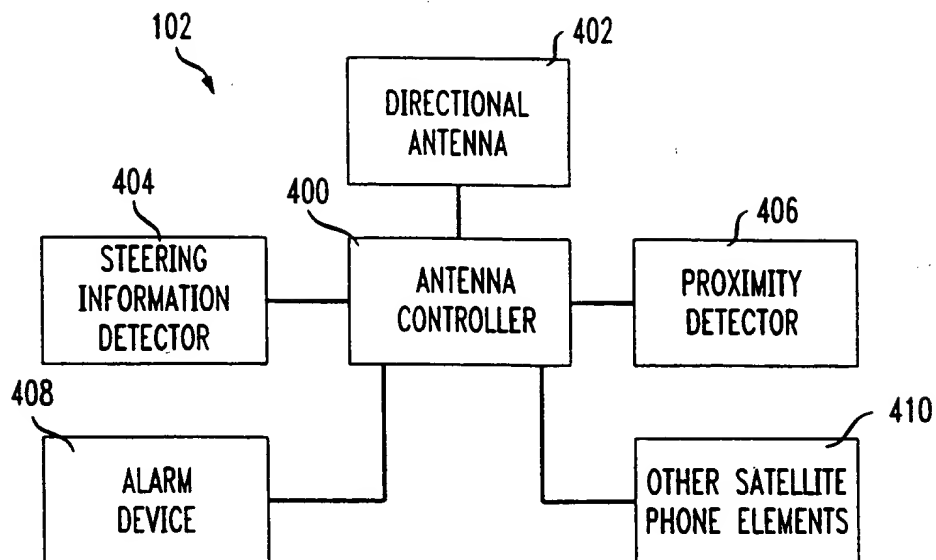 102
402
DIRECTIONAL
ANTENNA
404
400
406
STEERING
INFORMATION
DETECTOR
ANTENNA
CONTROLLER
PROXIMITY
DETECTOR
408
410
ALARM
DEVICE
OTHER SATELLITE
PHONE ELEMENTS